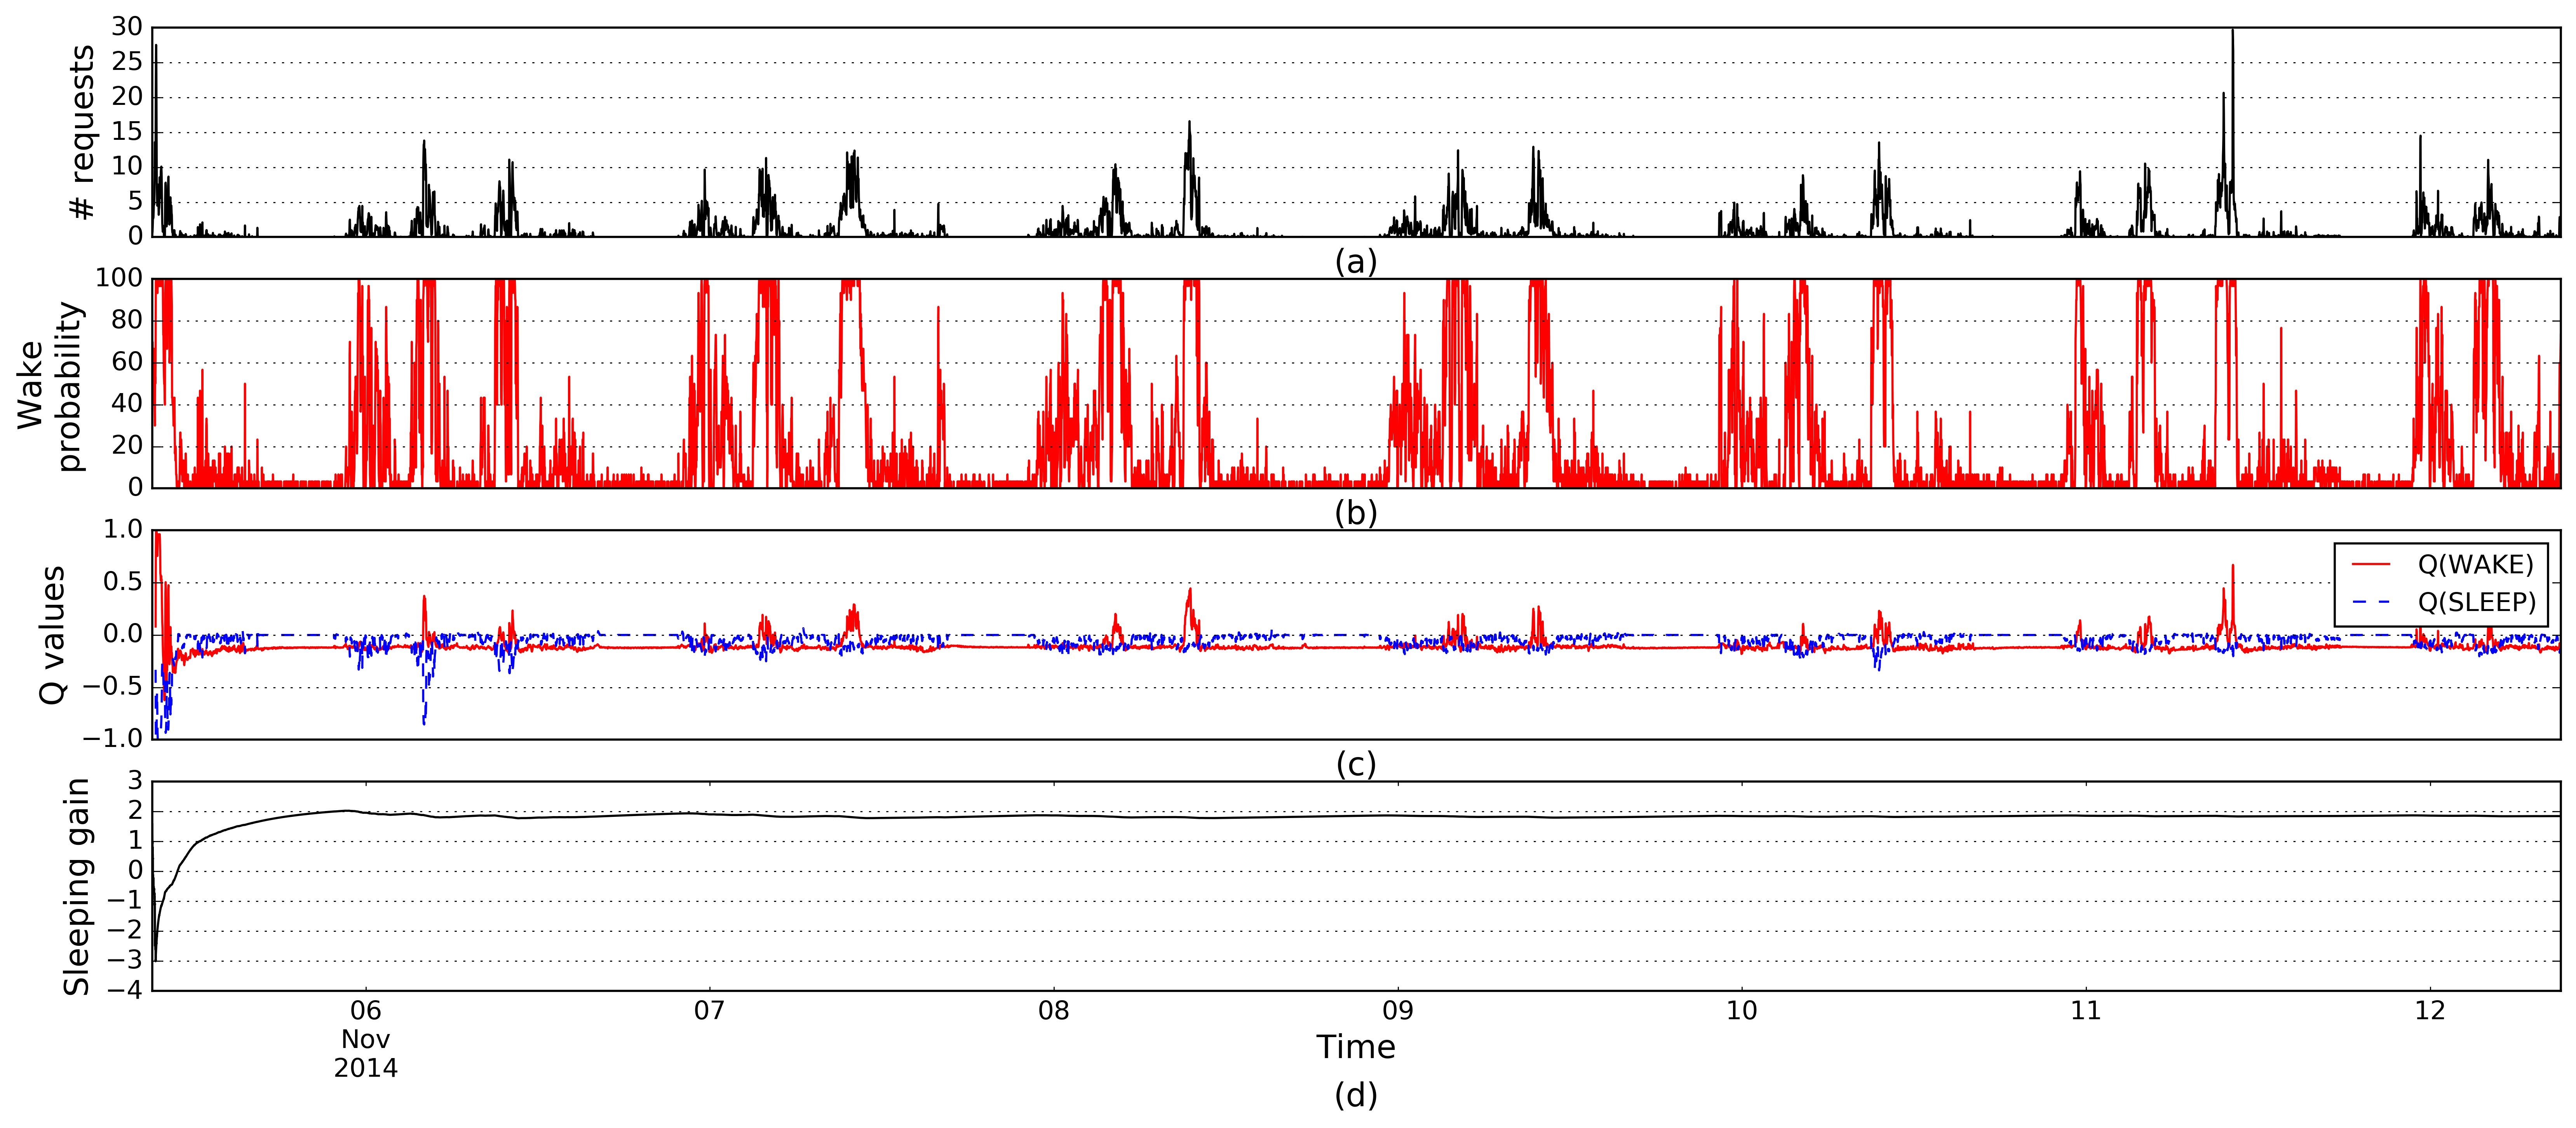 # requests
30
25
20
15
10
5
0
(a)
Wake
probability
100
80
60
40
20
0
(b)
Q values
1.0
0.5
0.0
−0.5
−1.0
Q(WAKE)
Q(SLEEP)
(c)
Sleeping gain
3
2
1
0
−1
−2
−3
−4
06
Nov
2014
07
08
09
10
11
12
Time
(d)